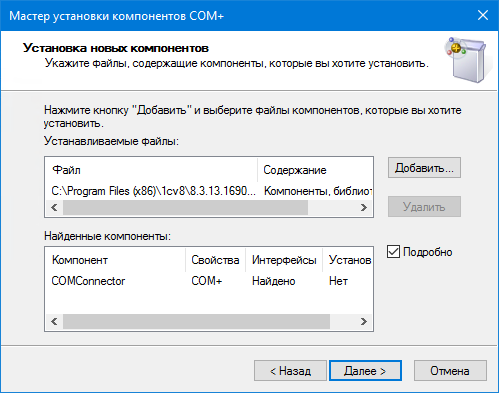 Мастер установки компонентов COM+
Установка новых компонентов
Укажите файлы, содержащие компоненты, которые вы хотите установить.
Нажмите кнопку "Добавить" и выберите файлы компонентов, которые вы хотите
установить.
Устанавливаемые файлы:
Файл Содержание
C:\Program Files (x86)\1cv8\8.3.13.1690... Компоненты, библиот
Добавить...
Удалить
Найденные компоненты:
Компонент Свойства Интерфейсы Установ
COMConnector COM+ Найдено Нет
Подробно
< Назад Далее > Отмена